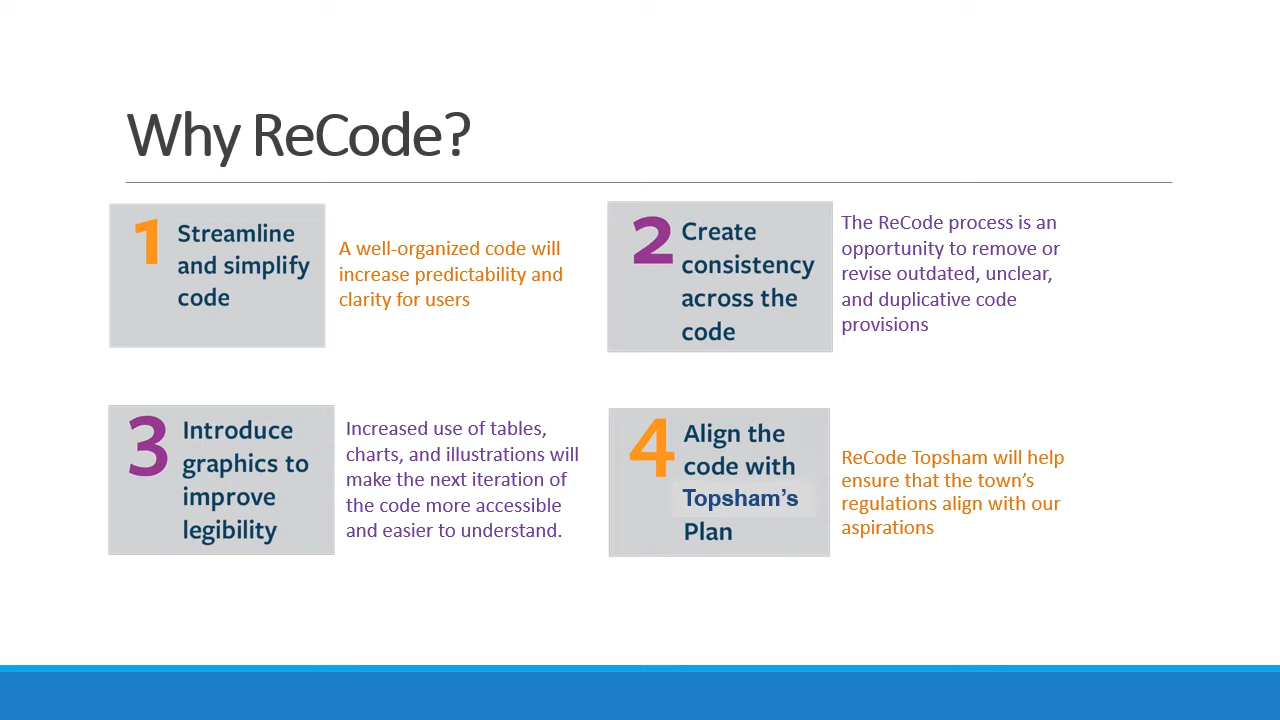 Why ReCode?
1
Streamline
and simplify
code
A well-organized code will
increase predictability and
clarity for users
2
Create
consistency
across the
code
The ReCode process is an
opportunity to remove or
revise outdated, unclear,
and duplicative code
provisions
3
Introduce
graphics to
improve
legibility
Increased use of tables,
charts, and illustrations will
make the next iteration of
the code more accessible
and easier to understand.
4
Align the
code with
Topsham’s
Plan
ReCode Topsham will help
ensure that the town’s
regulations align with our
aspirations